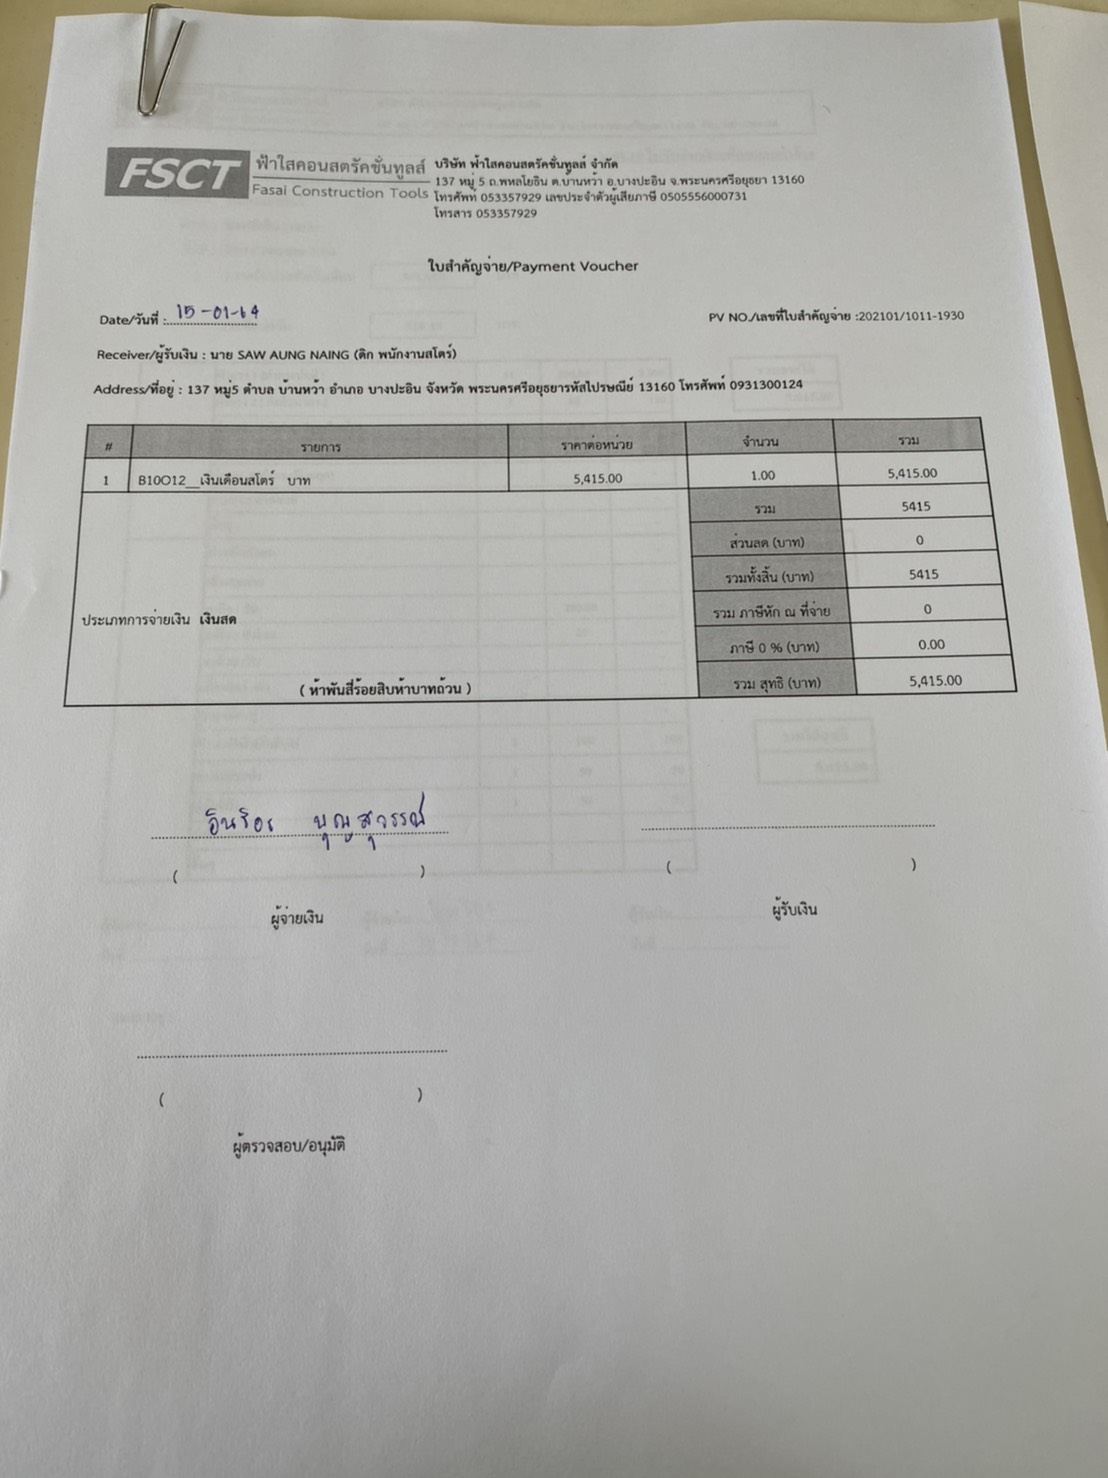 FSCT ฟ้าใสคอนสตรัคชั่นทูลส์
Fasai Construction Tools
บริษัท ฟ้าใสคอนสตรัคชั่นทูลส์ จำกัด
137 หมู่ 5 ถ.พหลโยธิน ต.บ้านหว้า อ.บางปะอิน จ.พระนครศรีอยุธยา 13160
โทรศัพท์ 053357929 เลขประจำตัวผู้เสียภาษี 0505556000731
โทรสาร 053357929
ใบสำคัญจ่าย/Payment Voucher
Date/วันที่ : 15-01-64
PV NO./เลขที่ใบสำคัญจ่าย :202101/1011-1930
Receiver/ผู้รับเงิน : นาย SAW AUNG NAING (ติก พนักงานสโตร์)
Address/ที่อยู่ : 137 หมู่5 ตำบล บ้านหว้า อำเภอ บางปะอิน จังหวัด พระนครศรีอยุธยารหัสไปรษณีย์ 13160 โทรศัพท์ 0931300124
# รายการ ราคาต่อหน่วย จำนวน รวม
1 B10O12__เงินเดือนสโตร์ บาท 5,415.00 1.00 5,415.00
รวม 5415
ส่วนลด (บาท) 0
รวมทั้งสิ้น (บาท) 5415
ประเภทการจ่ายเงิน เงินสด
รวม ภาษีหัก ณ ที่จ่าย 0
ภาษี 0 % (บาท) 0.00
( ห้าพันสี่ร้อยสิบห้าบาทถ้วน )
รวม สุทธิ (บาท) 5,415.00
บุญสุวรรณ์
( ) ( )
ผู้จ่ายเงิน ผู้รับเงิน
( )
ผู้ตรวจสอบ/อนุมัติ